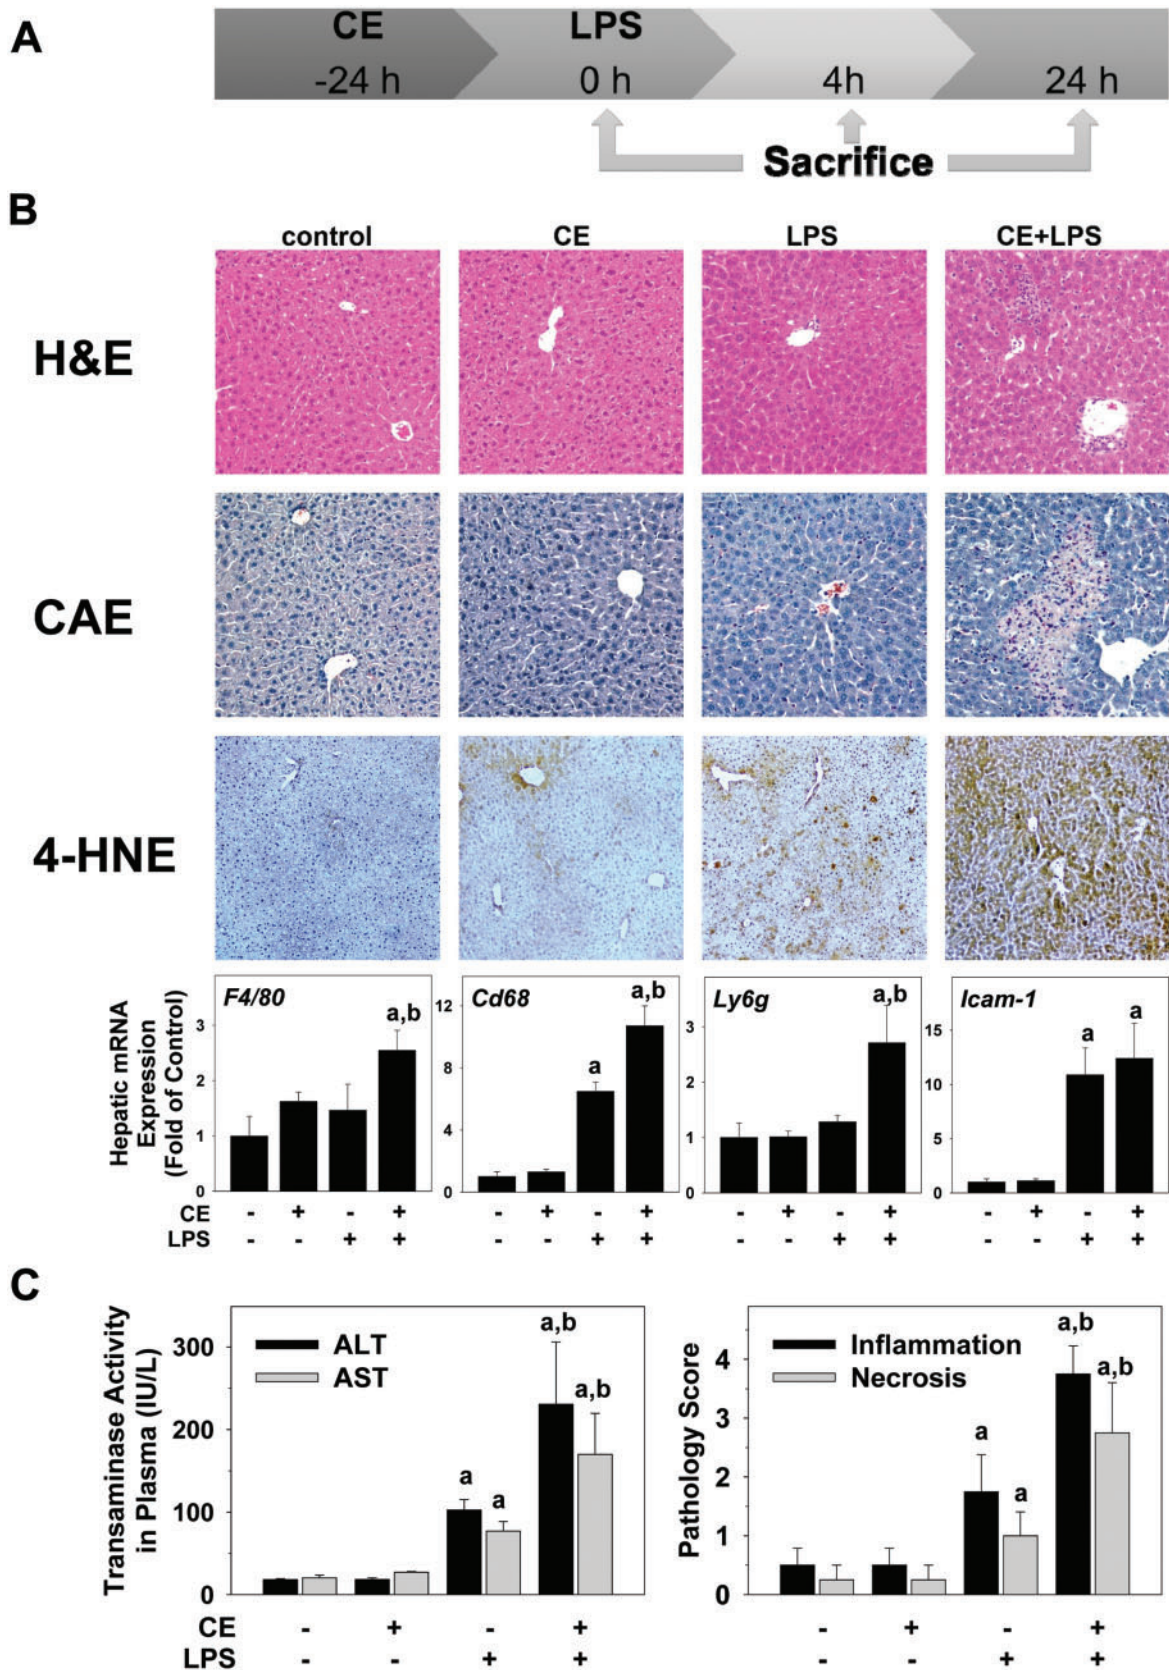 A
CE LPS
-24 h 0 h 4h 24 h
Sacrifice
B
control CE LPS CE+LPS
H&E
CAE
4-HNE
Hepatic mRNA
Expression
(Fold of Control)
F4/80
3
2
1
0
a,b
Cd68
12
8
4
0
a
a,b
Ly6g
3
2
1
0
a,b
Icam-1
15
10
5
0
a
a
CE - + - + - + - + - + - + - + - +
LPS - - + + - - + + - - + + - - + +
C
Transaminase Activity
in Plasma (IU/L)
300
200
100
0
ALT
AST
a
a
a,b
a,b
Pathology Score
4
3
2
1
0
Inflammation
Necrosis
a
a
a,b
a,b
CE - + - + - + - +
LPS - - + + - - + +